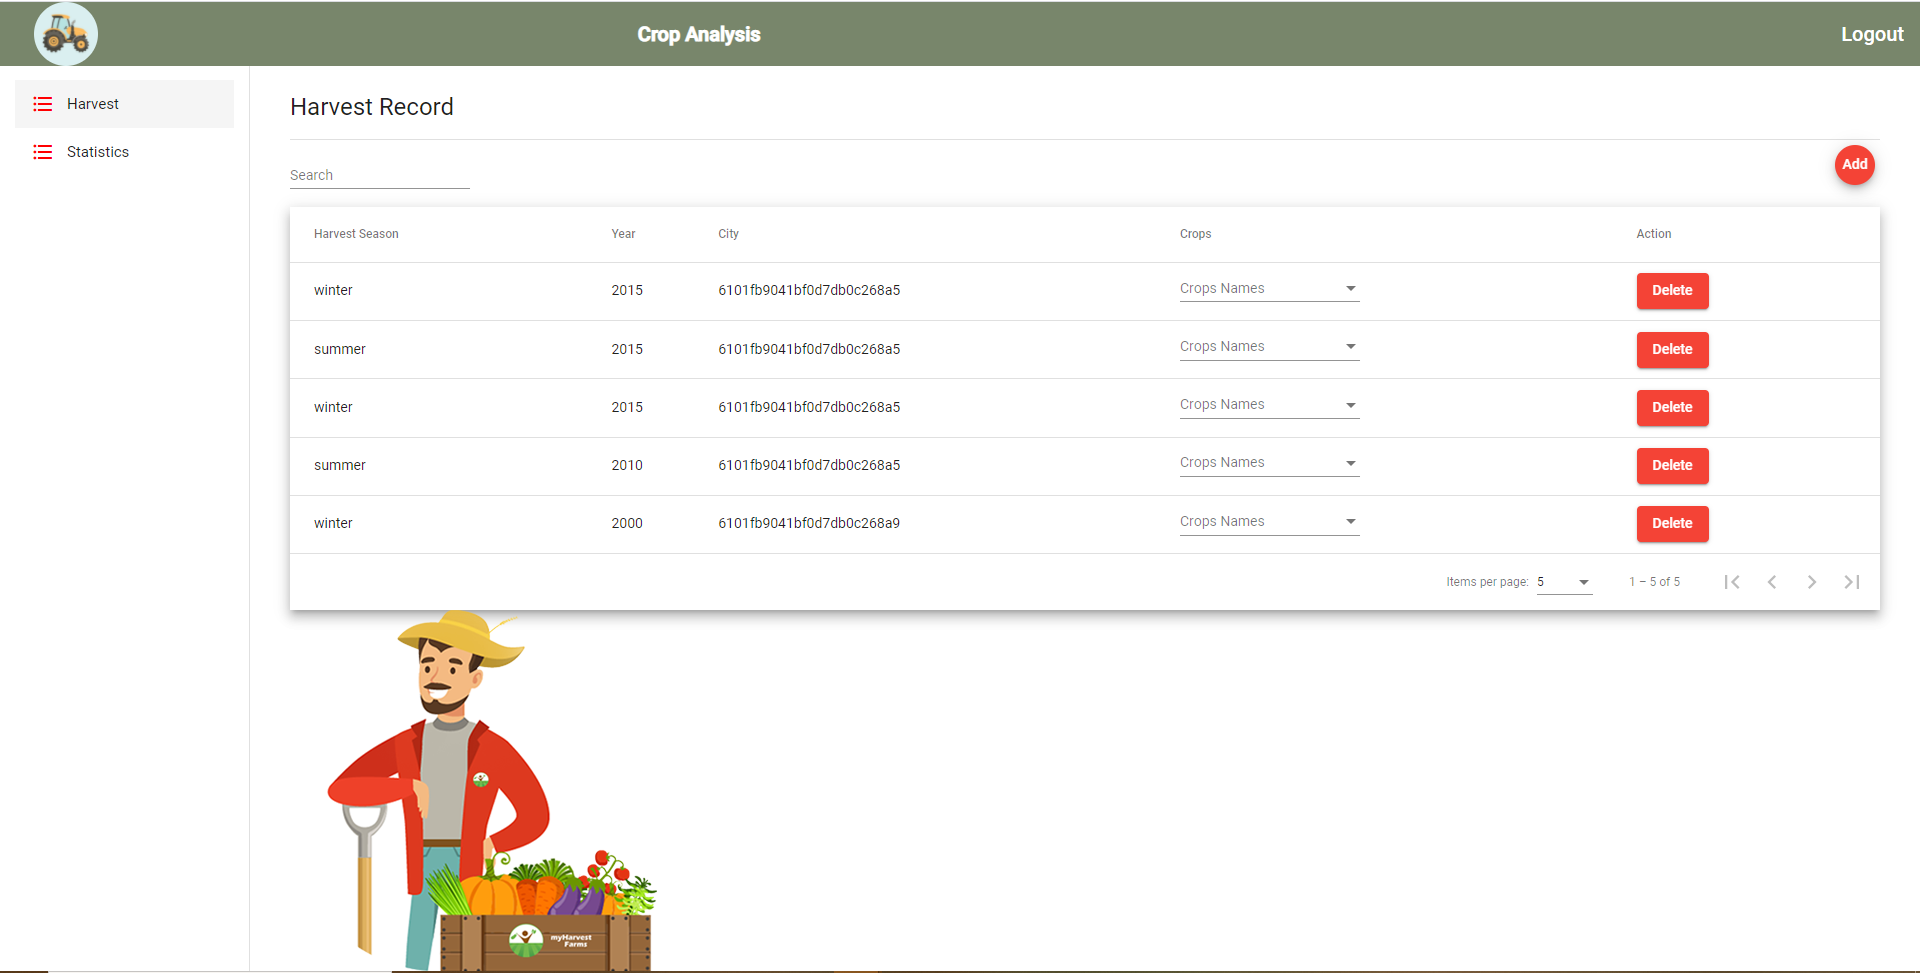 Crop Analysis
Logout
Harvest
Statistics
Harvest Record
Search
Add
Harvest Season Year City Crops Action
winter 2015 6101fb9041bf0d7db0c268a5 Crops Names Delete
summer 2015 6101fb9041bf0d7db0c268a5 Crops Names Delete
winter 2015 6101fb9041bf0d7db0c268a5 Crops Names Delete
summer 2010 6101fb9041bf0d7db0c268a5 Crops Names Delete
winter 2000 6101fb9041bf0d7db0c268a9 Crops Names Delete
Items per page: 5 1 – 5 of 5
myHarvest
Farms